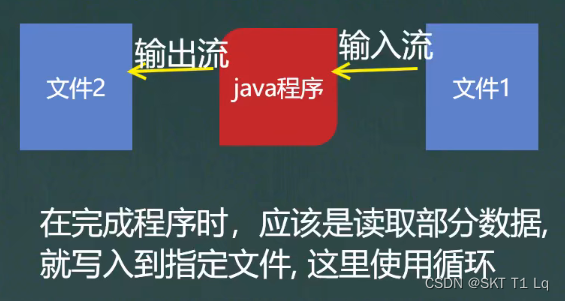 输出流
输入流
文件2
java程序
文件1
在完成程序时，应该是读取部分数据,
就写入到指定文件, 这里使用循环
CSDN @SKT T1 Lq